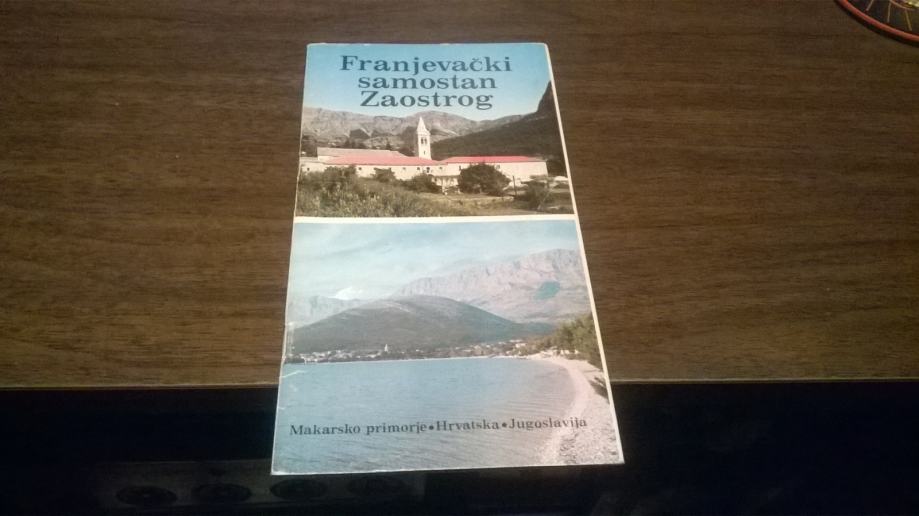 Franjevački
samostan
Zaostrog
Makarsko primorje•Hrvatska•Jugoslavija